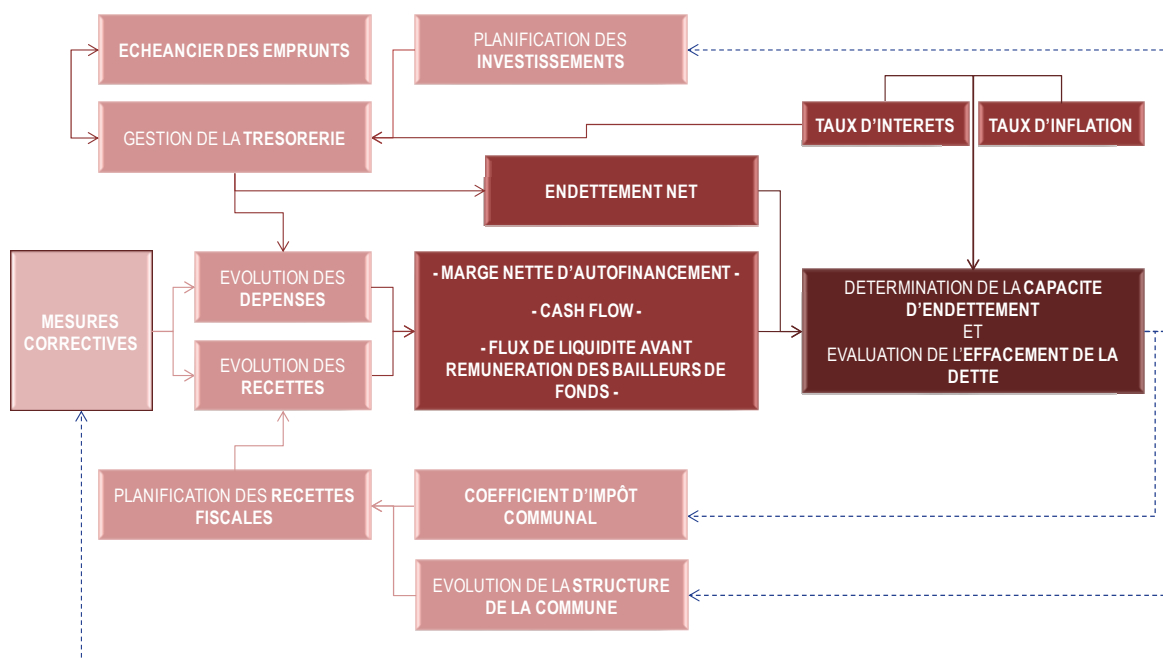 ECHEANCIER DES EMPRUNTS
PLANIFICATION DES
INVESTISSEMENTS
GESTION DE LA TRESORERIE
TAUX D'INTERETS
TAUX D'INFLATION
ENDETTEMENT NET
MESURES
CORRECTIVES
EVOLUTION DES
DEPENSES
EVOLUTION DES
RECETTES
- MARGE NETTE D'AUTOFINANCEMENT -
- CASH FLOW -
- FLUX DE LIQUIDITE AVANT
REMUNERATION DES BAILLEURS DE
FONDS -
DETERMINATION DE LA CAPACITE
D'ENDETTEMENT
ET
EVALUATION DE L'EFFACEMENT DE LA
DETTE
PLANIFICATION DES RECETTES
FISCALES
COEFFICIENT D'IMPÔT
COMMUNAL
EVOLUTION DE LA STRUCTURE
DE LA COMMUNE